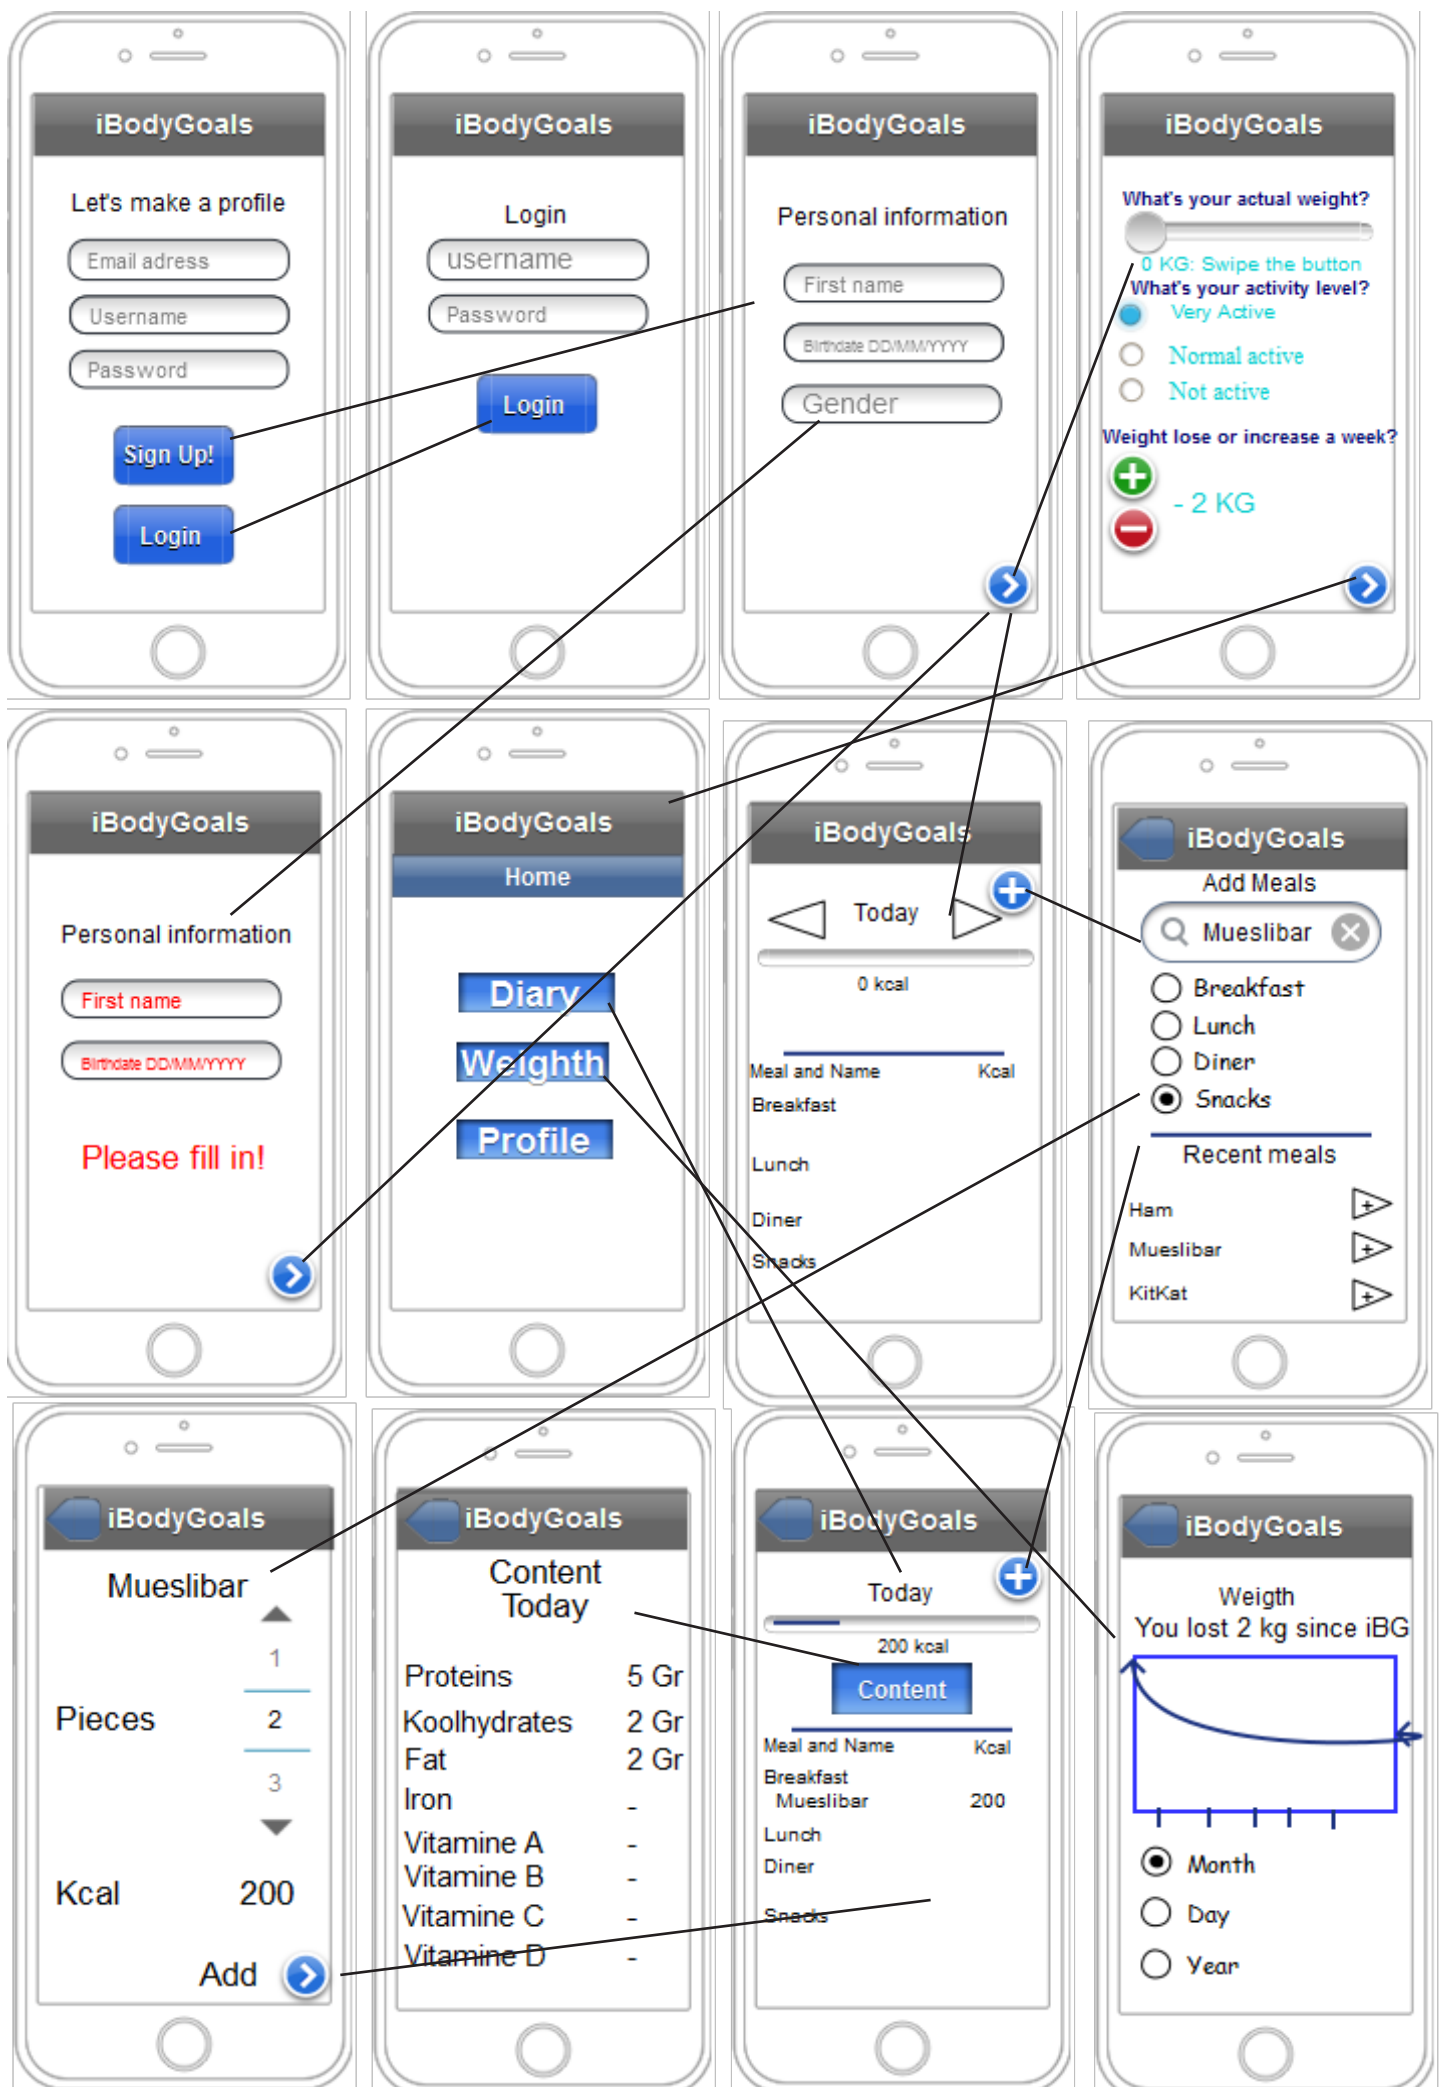 iBodyGoals
Let's make a profile
Email adress
Username
Password
Sign Up!
Login
iBodyGoals
Login
username
Password
Login
iBodyGoals
Personal information
First name
Birthdate DD/MM/YYYY
Gender
iBodyGoals
What's your actual weight?
0 KG: Swipe the button
What's your activity level?
Very Active
Normal active
Not active
Weight lose or increase a week?
- 2 KG
iBodyGoals
Personal information
First name
Birthdate DD/MM/YYYY
Please fill in!
iBodyGoals
Home
Diary
Weighth
Profile
iBodyGoals
Today
0 kcal
Meal and Name Kcal
Breakfast
Lunch
Diner
Snacks
iBodyGoals
Add Meals
Mueslibar
Breakfast
Lunch
Diner
Snacks
Recent meals
Ham
Mueslibar
KitKat
iBodyGoals
Mueslibar
1
Pieces 2
3
Kcal 200
Add
iBodyGoals
Content
Today
Proteins 5 Gr
Koolhydrates 2 Gr
Fat 2 Gr
Iron -
Vitamine A -
Vitamine B -
Vitamine C -
Vitamine D -
iBodyGoals
Today
200 kcal
Content
Meal and Name Kcal
Breakfast
Mueslibar 200
Lunch
Diner
Snacks
iBodyGoals
Weigth
You lost 2 kg since iBG
Month
Day
Year